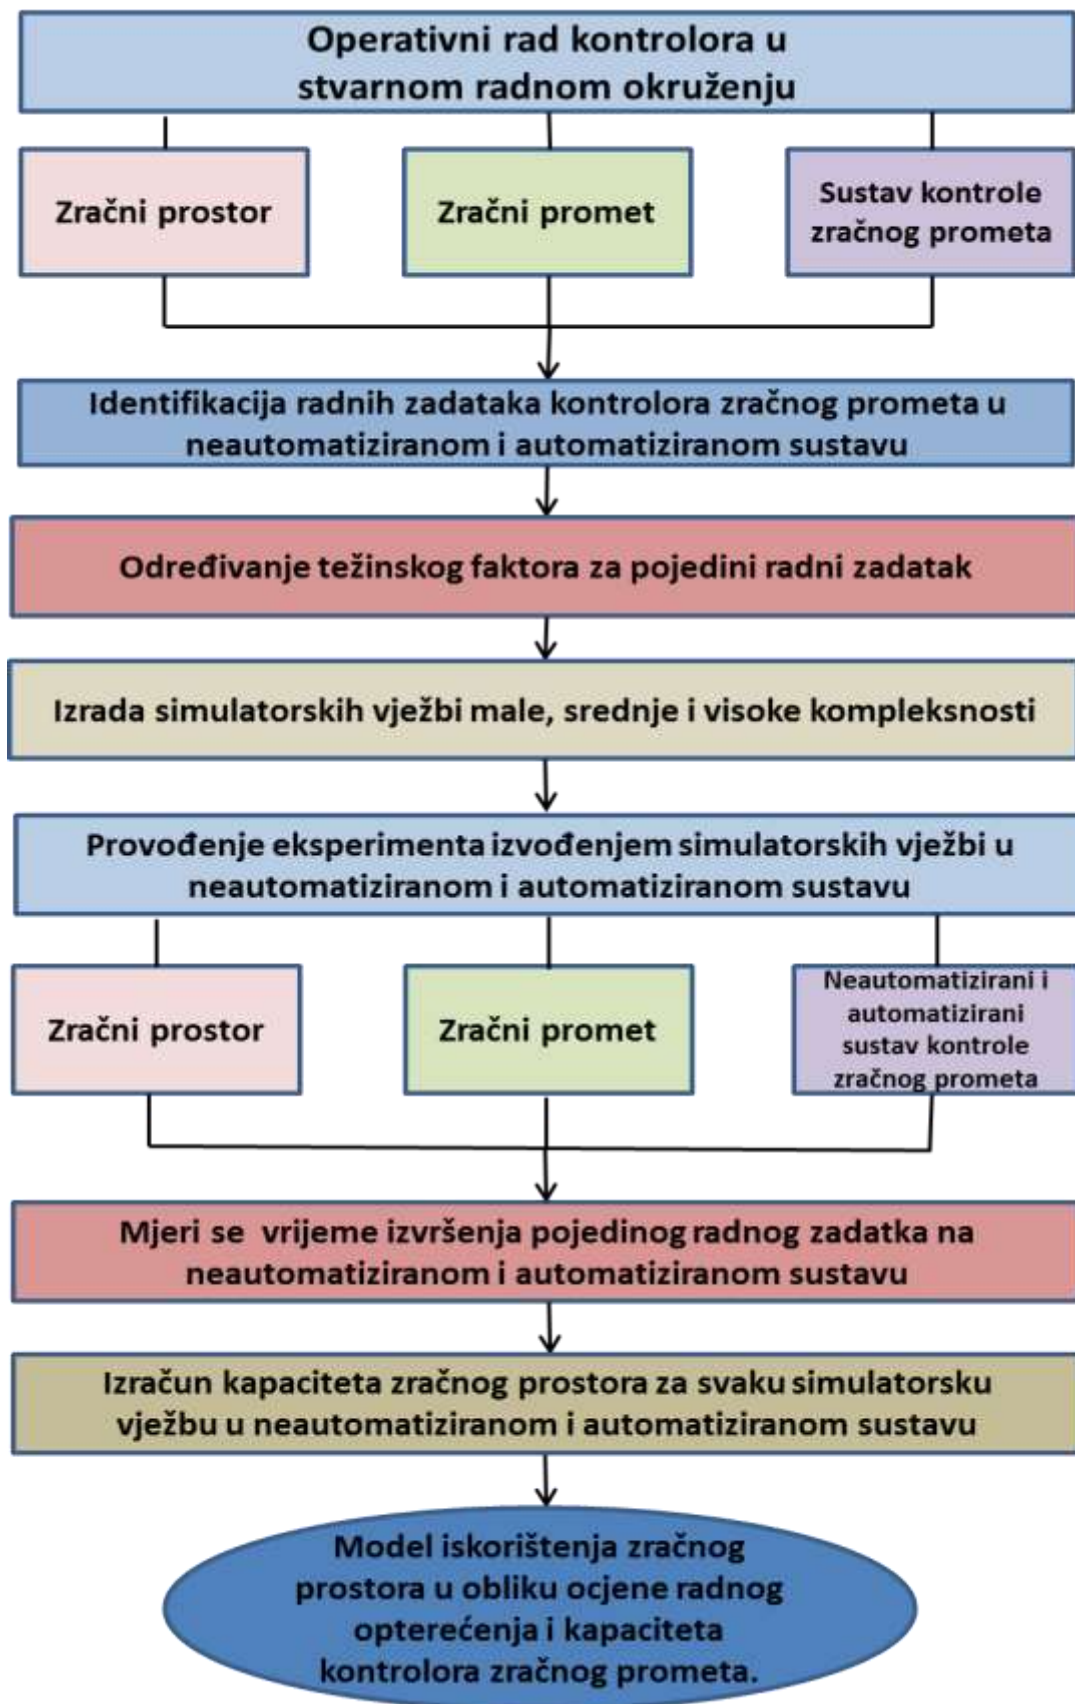 Operativni rad kontrolora u
stvarnom radnom okruženju
Zračni prostor
Zračni promet
Sustav kontrole
zračnog prometa
Identifikacija radnih zadataka kontrolora zračnog prometa u
neautomatiziranom i automatiziranom sustavu
Određivanje težinskog faktora za pojedini radni zadatak
Izrada simulatorskih vježbi male, srednje i visoke kompleksnosti
Provođenje eksperimenta izvođenjem simulatorskih vježbi u
neautomatiziranom i automatiziranom sustavu
Zračni prostor
Zračni promet
Neautomatizirani i
automatizirani
sustav kontrole
zračnog prometa
Mjeri se vrijeme izvršenja pojedinog radnog zadatka na
neautomatiziranom i automatiziranom sustavu
Izračun kapaciteta zračnog prostora za svaku simulatorsku
vježbu u neautomatiziranom i automatiziranom sustavu
Model iskorištenja zračnog
prostora u obliku ocjene radnog
opterećenja i kapaciteta
kontrolora zračnog prometa.